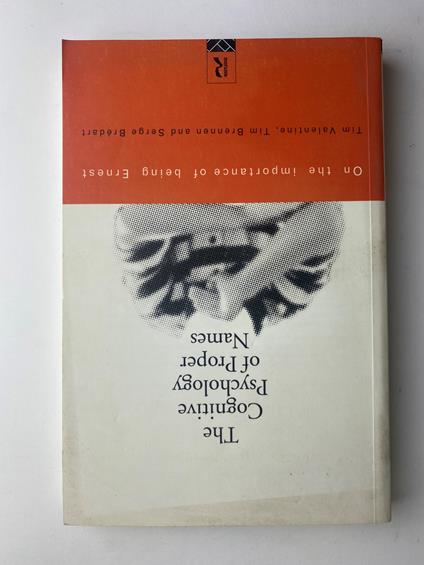 The
Cognitive
Psychology
of Proper
Names
On the importance of being Ernest
Tim Valentine, Tim Brennen and Serge Brédart